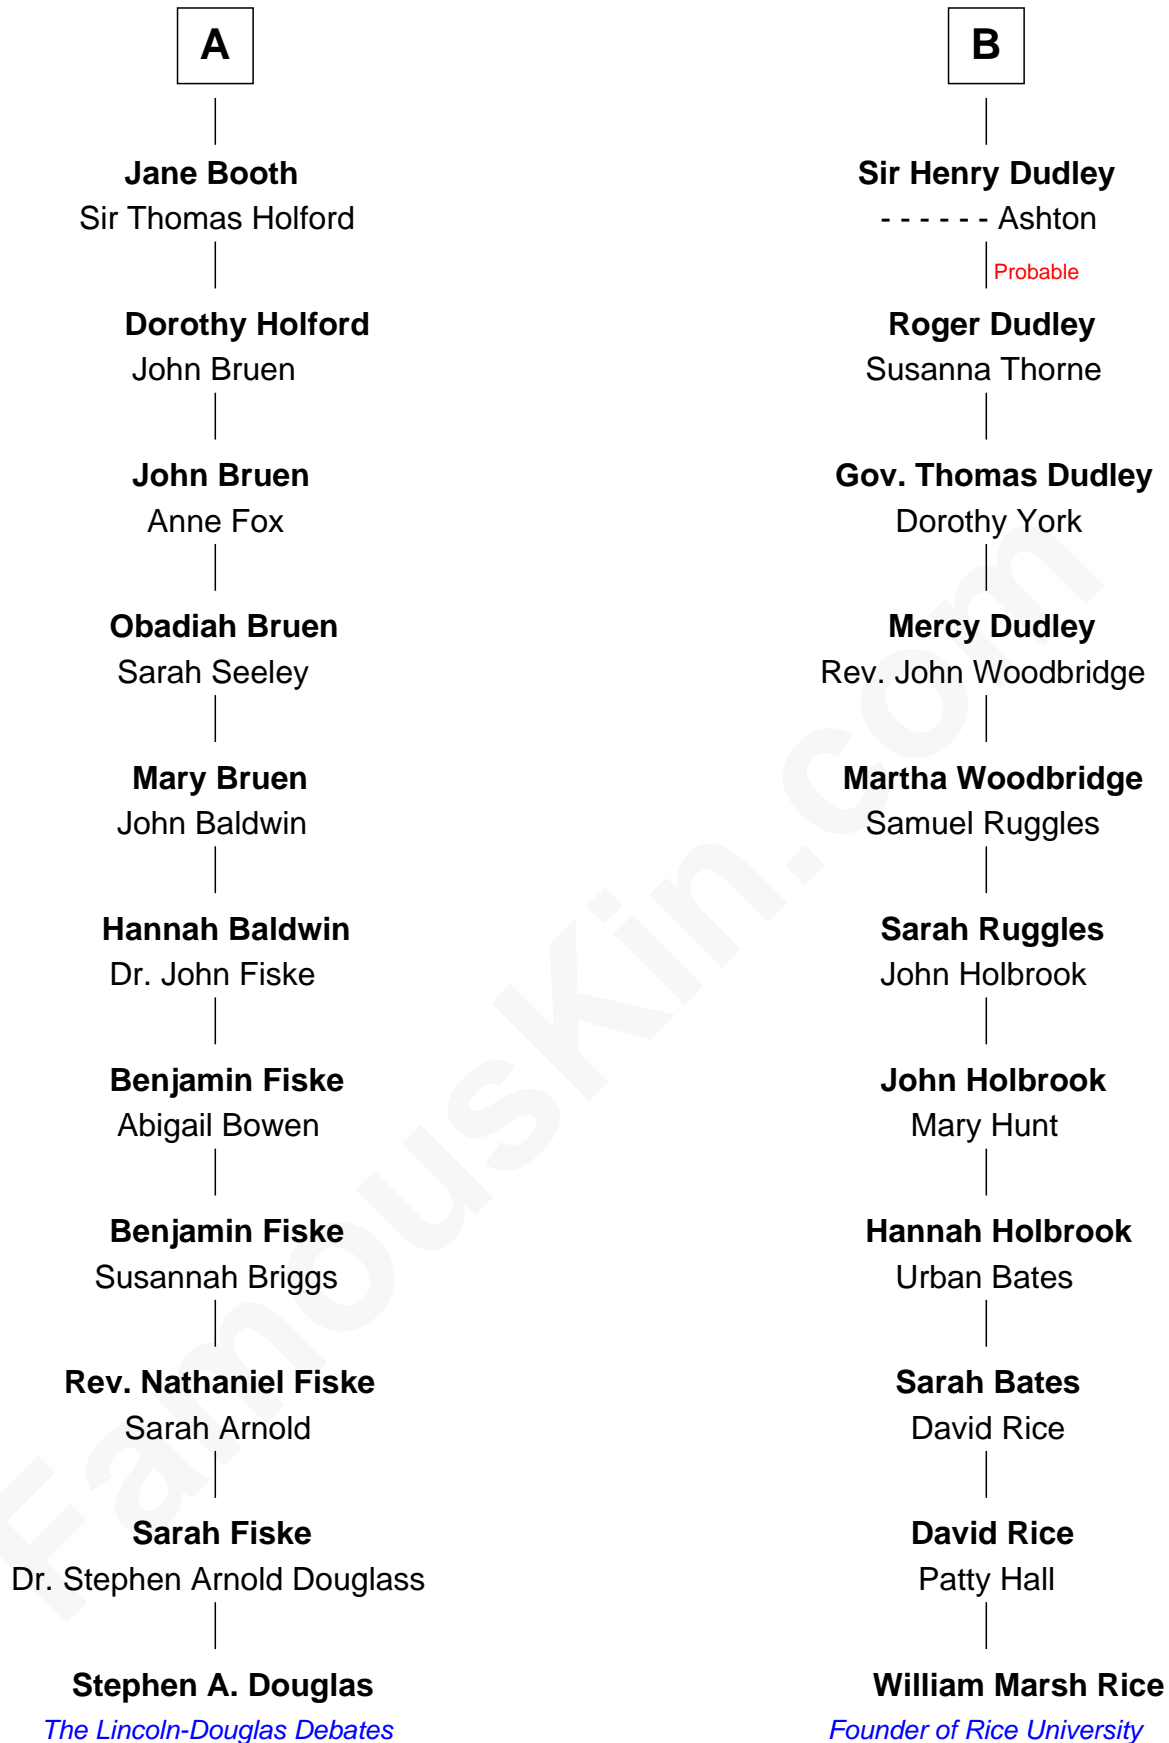 A
Jane Booth
Sir Thomas Holford
Dorothy Holford
John Bruen
John Bruen
Anne Fox
Obadiah Bruen
Sarah Seeley
Mary Bruen
John Baldwin
Hannah Baldwin
Dr. John Fiske
Benjamin Fiske
Abigail Bowen
Benjamin Fiske
Susannah Briggs
Rev. Nathaniel Fiske
Sarah Arnold
Sarah Fiske
Dr. Stephen Arnold Douglass
Stephen A. Douglas
The Lincoln-Douglas Debates
B
Sir Henry Dudley
- - - - - - Ashton
Probable
Roger Dudley
Susanna Thorne
Gov. Thomas Dudley
Dorothy York
Mercy Dudley
Rev. John Woodbridge
Martha Woodbridge
Samuel Ruggles
Sarah Ruggles
John Holbrook
John Holbrook
Mary Hunt
Hannah Holbrook
Urban Bates
Sarah Bates
David Rice
David Rice
Patty Hall
William Marsh Rice
Founder of Rice University
FamousKin.com